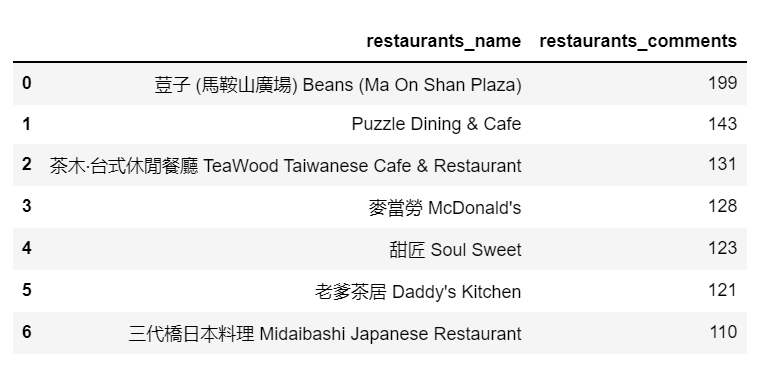 restaurants_name restaurants_comments
0 荳子 (馬鞍山廣場) Beans (Ma On Shan Plaza) 199
1 Puzzle Dining & Cafe 143
2 茶木·台式休閒餐廳 TeaWood Taiwanese Cafe & Restaurant 131
3 麥當勞 McDonald's 128
4 甜匠 Soul Sweet 123
5 老爹茶居 Daddy's Kitchen 121
6 三代橋日本料理 Midaibashi Japanese Restaurant 110